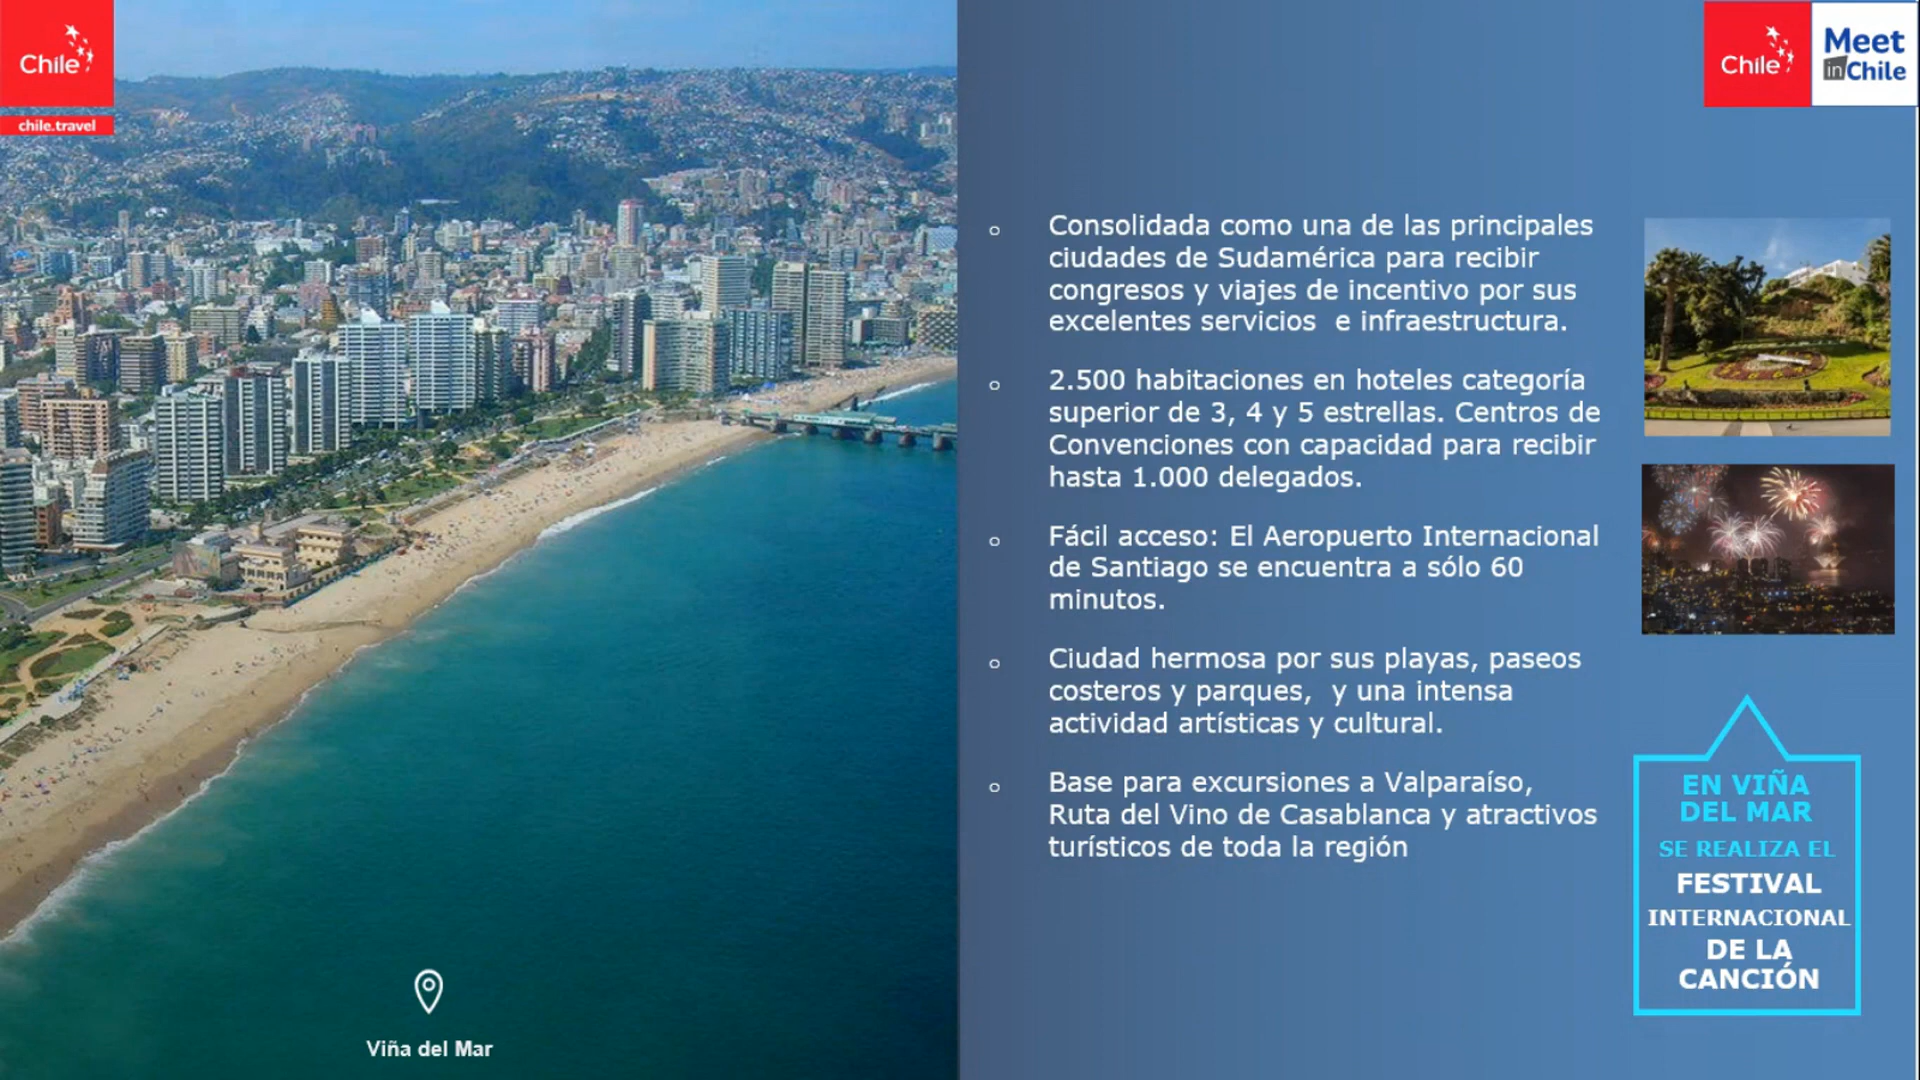 Chile
chile.travel
Viña del Mar
Chile
Meet
in Chile
Consolidada como una de las principales
ciudades de Sudamérica para recibir
congresos y viajes de incentivo por sus
excelentes servicios  e infraestructura.
2.500 habitaciones en hoteles categoría
superior de 3, 4 y 5 estrellas. Centros de
Convenciones con capacidad para recibir
hasta 1.000 delegados.
Fácil acceso: El Aeropuerto Internacional
de Santiago se encuentra a sólo 60
minutos.
Ciudad hermosa por sus playas, paseos
costeros y parques,  y una intensa
actividad artísticas y cultural.
Base para excursiones a Valparaíso,
Ruta del Vino de Casablanca y atractivos
turísticos de toda la región
EN VIÑA
DEL MAR
SE REALIZA EL
FESTIVAL
INTERNACIONAL
DE LA
CANCIÓN